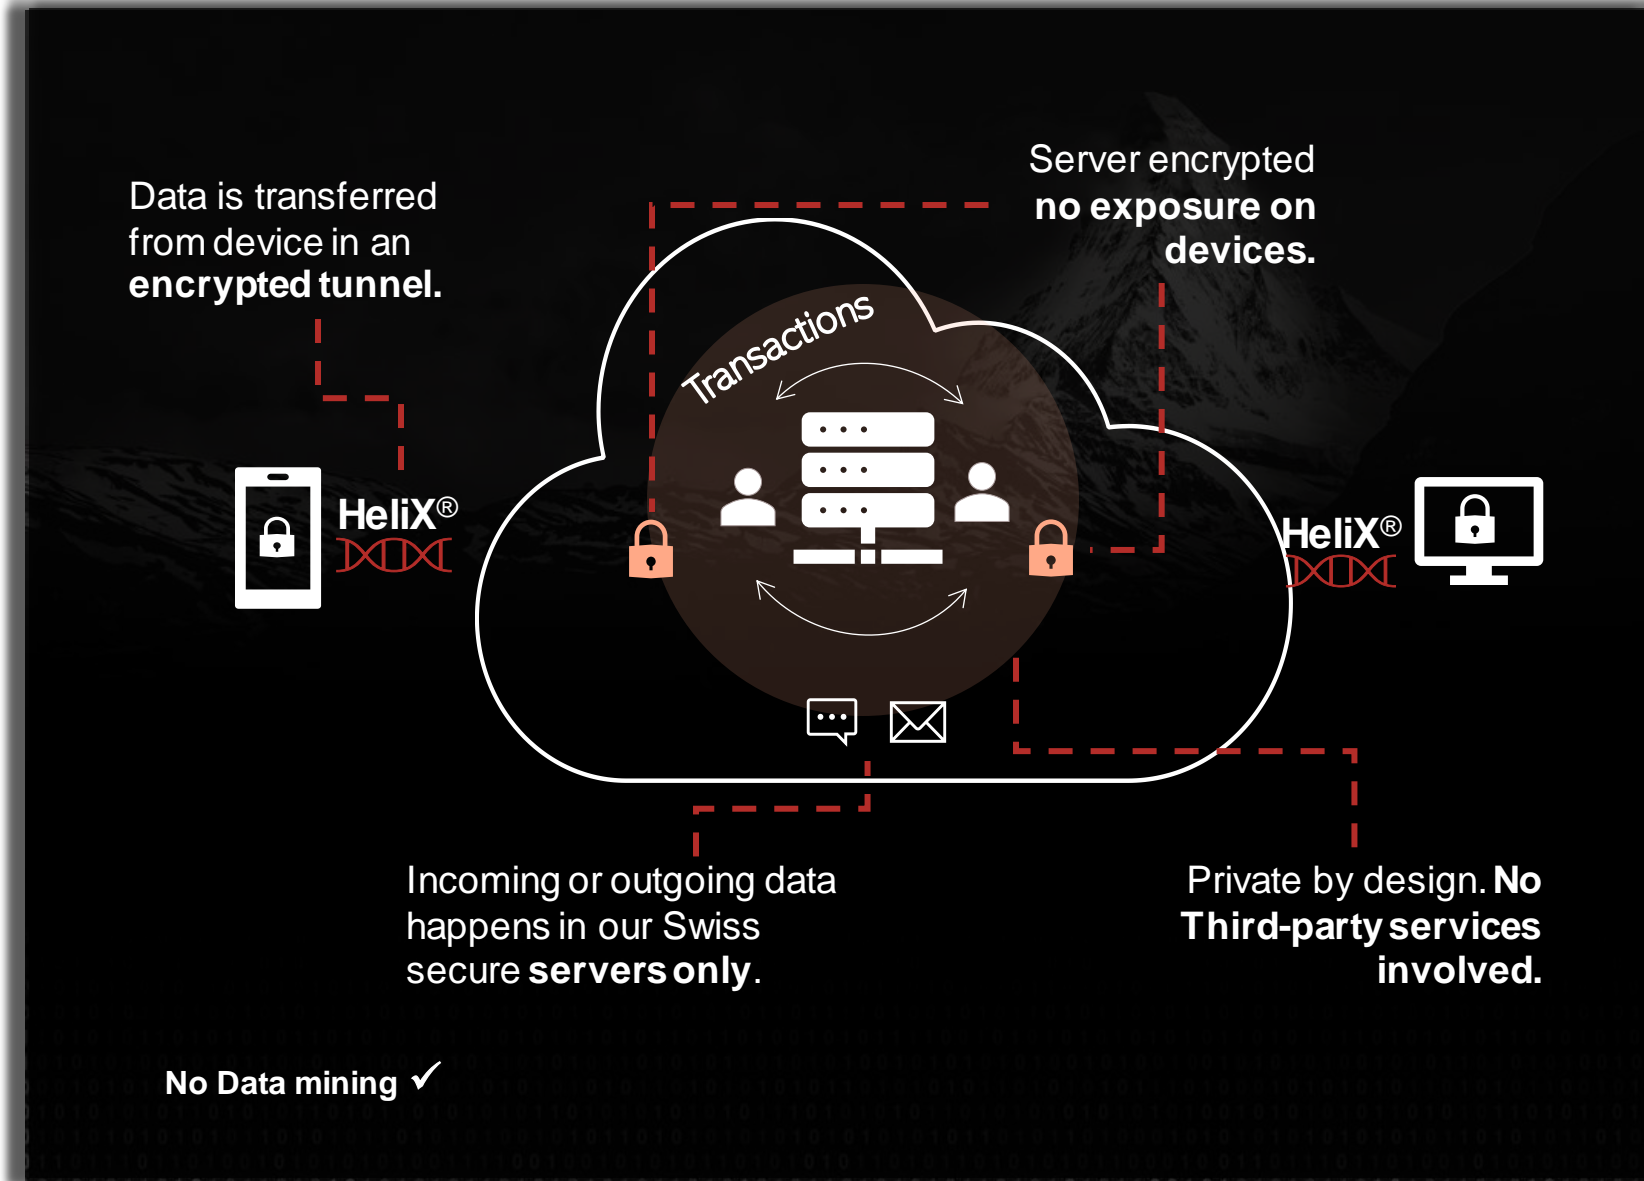 Data is transferred
from device in an
encrypted tunnel.
Server encrypted
no exposure on
devices.
Transactions
HeliX®
HeliX®
Incoming or outgoing data
happens in our Swiss
secure servers only.
Private by design. No
Third-party services
involved.
No Data mining ✓